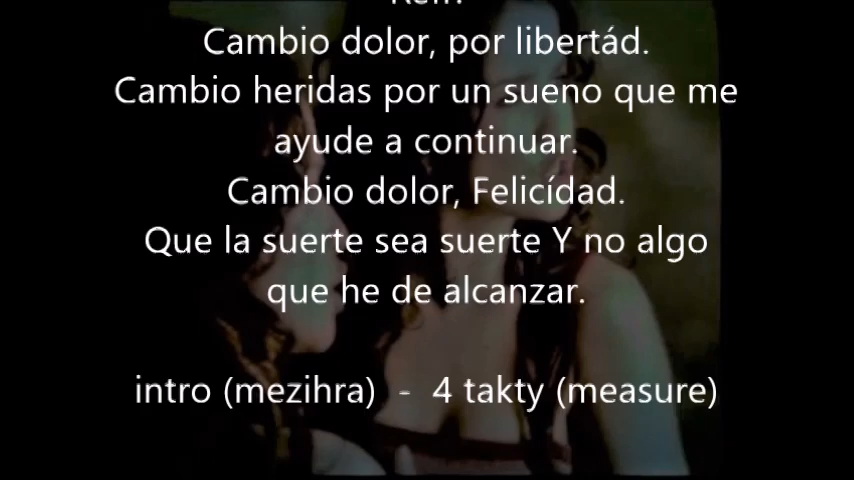 Cambio dolor, por libertád.
Cambio heridas por un sueno que me
ayude a continuar.
Cambio dolor, Felicídad.
Que la suerte sea suerte Y no algo
que he de alcanzar.
intro (mezihra) - 4 takty (measure)